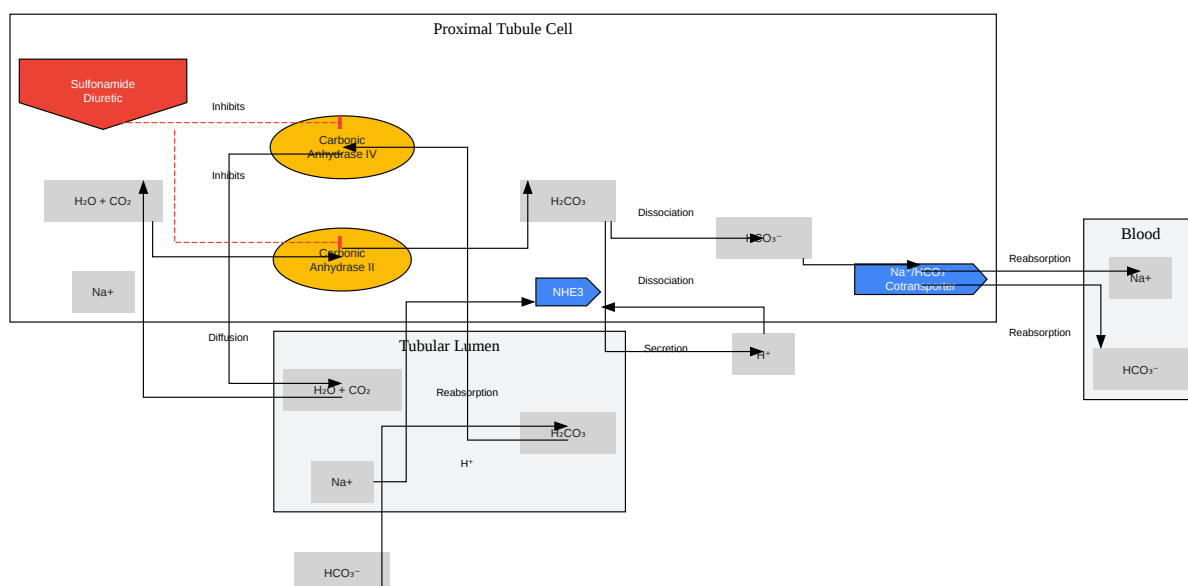 Proximal Tubule Cell
Sulfonamide
Diuretic
Inhibits
Carbonic
Anhydrase IV
Inhibits
H₂O + CO₂
H₂CO₃
Dissociation
HCO₃⁻
Blood
Carbonic
Anhydrase II
Na⁺/HCO₃⁻
Cotransporter
Reabsorption
Na+
Na+
NHE3
Dissociation
Reabsorption
Diffusion
Tubular Lumen
Secretion
H⁺
HCO₃⁻
H₂O + CO₂
Reabsorption
H₂CO₃
H⁺
Na+
HCO₃⁻